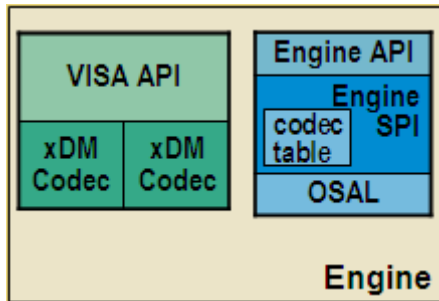 VISA API
xDM
Codec
xDM
Codec
Engine API
Engine
SPI
codec
table
OSAL
Engine